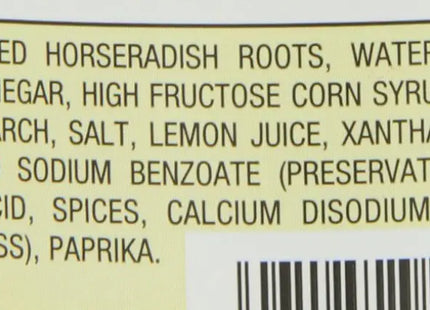 ED HORSERADISH ROOTS, WATER
EGAR, HIGH FRUCTOSE CORN SYRU
ARCH, SALT, LEMON JUICE, XANTHA
SODIUM BENZOATE (PRESERVAT
CID, SPICES, CALCIUM DISODIUM
SS), PAPRIKA.